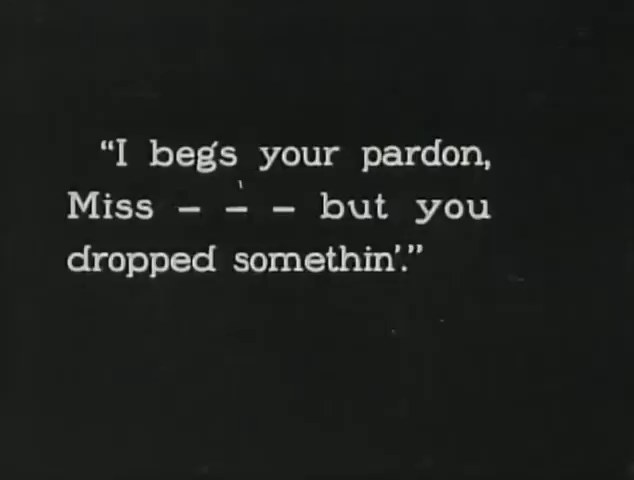 “I begs your pardon,
Miss – – – but you
dropped somethin’.”